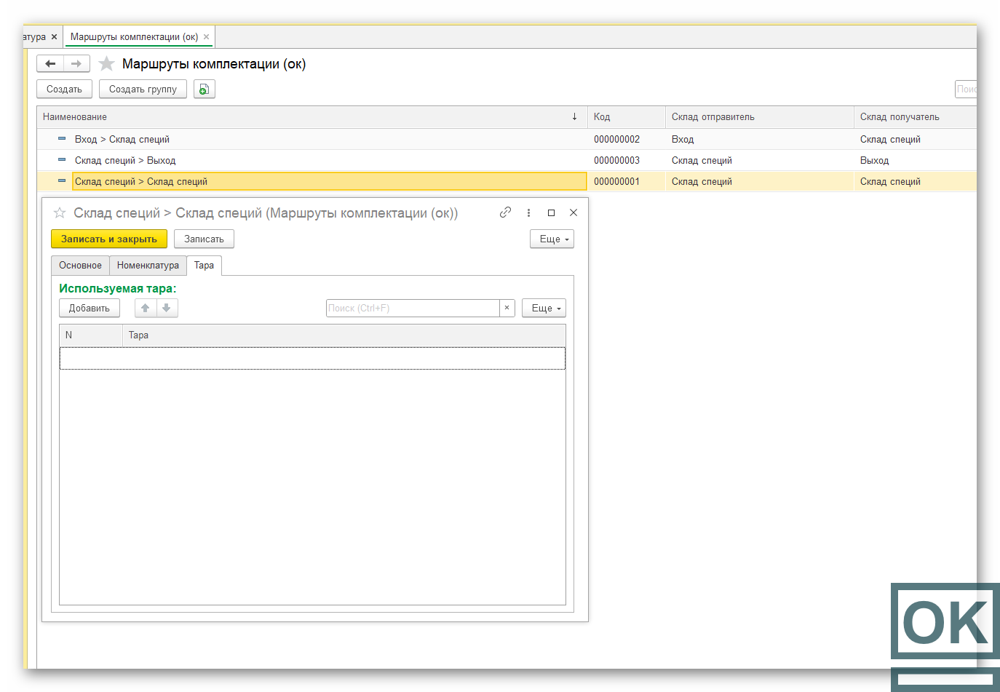 атура × Маршруты комплектации (ок) ×
Маршруты комплектации (ок)
Создать Создать группу Поис
Наименование ↓ Код Склад отправитель Склад получатель
Вход > Склад специй 000000002 Вход Склад специй
Склад специй > Выход 000000003 Склад специй Выход
Склад специй > Склад специй 000000001 Склад специй Склад специй
Склад специй > Склад специй (Маршруты комплектации (ок))
Записать и закрыть Записать Еще
Основное Номенклатура Тара
Используемая тара:
Добавить Поиск (Ctrl+F) × Еще
N Тара
OK